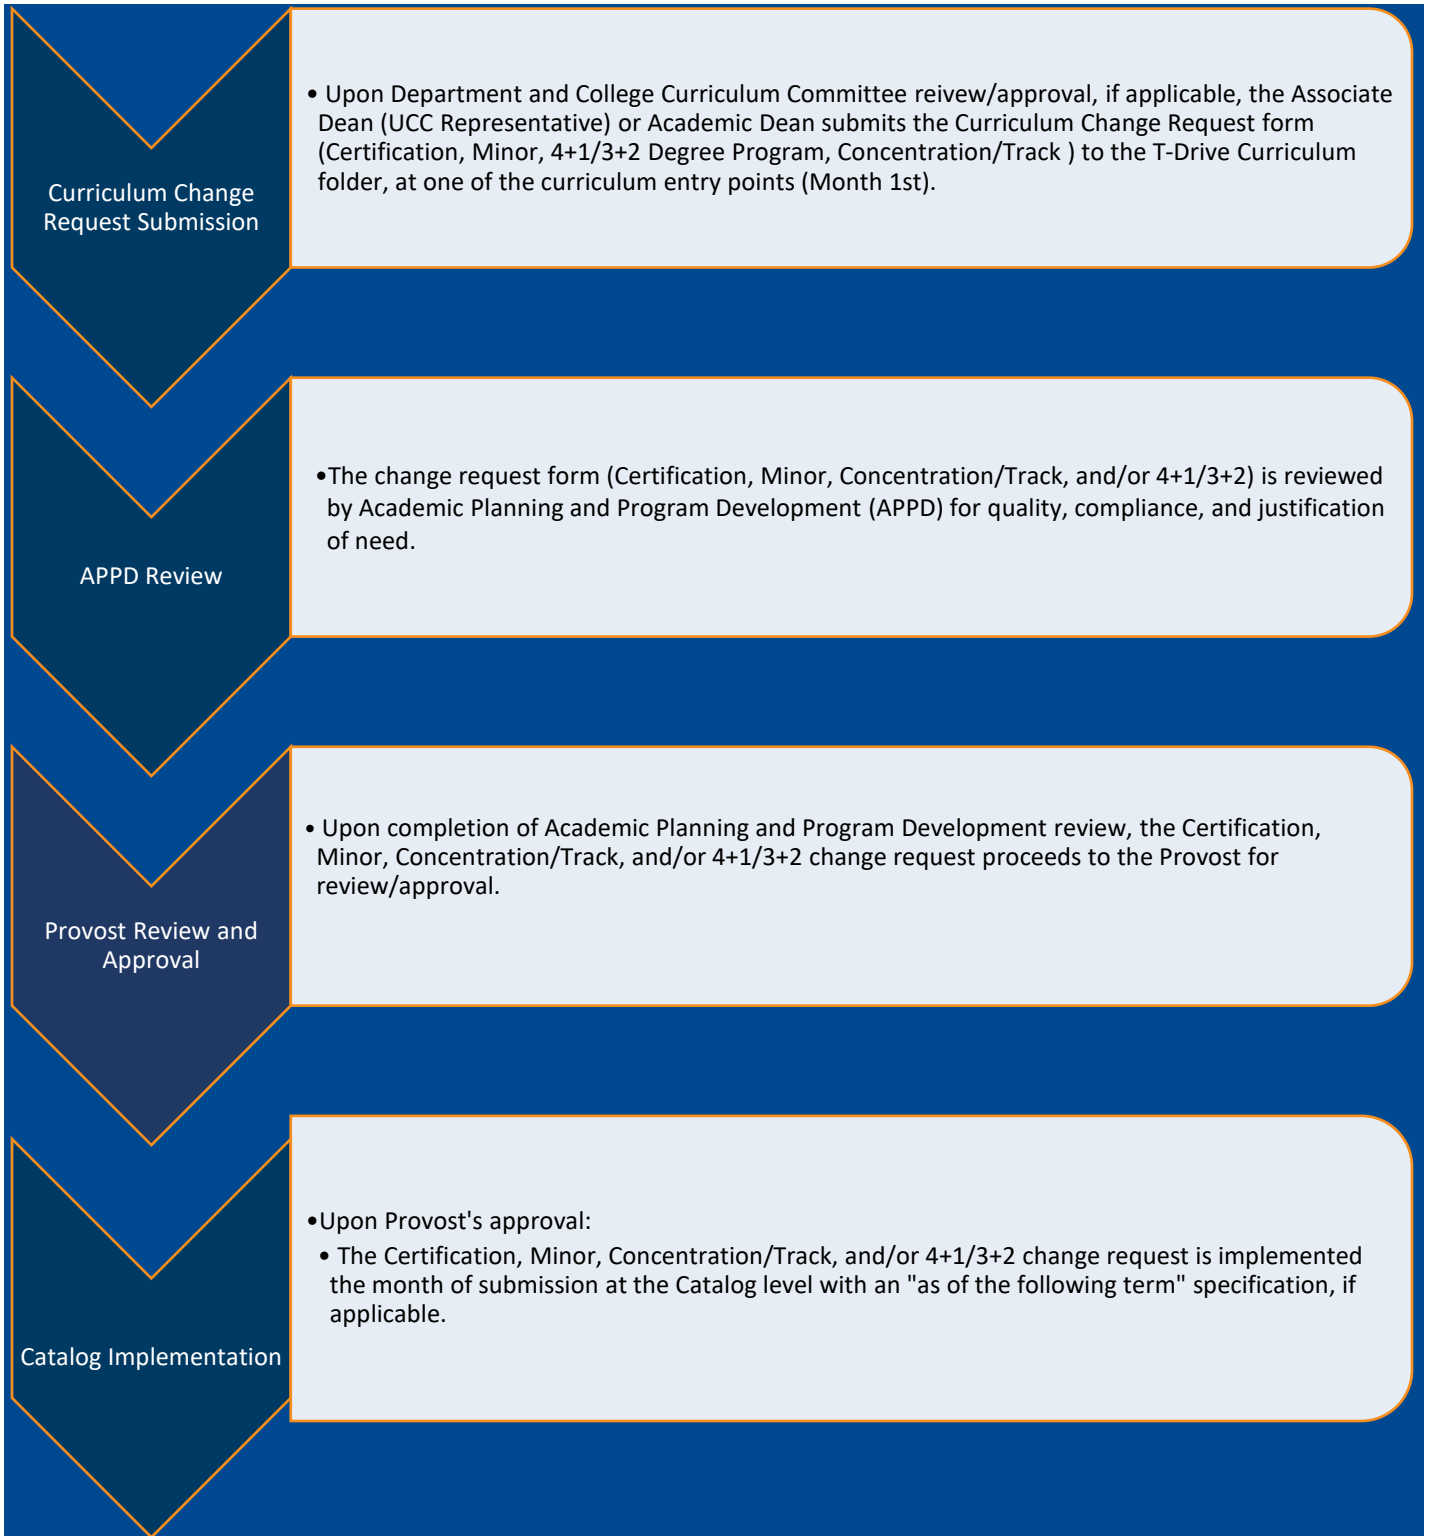 Curriculum Change
Request Submission
• Upon Department and College Curriculum Committee reivew/approval, if applicable, the Associate
Dean (UCC Representative) or Academic Dean submits the Curriculum Change Request form
(Certification, Minor, 4+1/3+2 Degree Program, Concentration/Track ) to the T-Drive Curriculum
folder, at one of the curriculum entry points (Month 1st).
APPD Review
•The change request form (Certification, Minor, Concentration/Track, and/or 4+1/3+2) is reviewed
by Academic Planning and Program Development (APPD) for quality, compliance, and justification
of need.
Provost Review and
Approval
• Upon completion of Academic Planning and Program Development review, the Certification,
Minor, Concentration/Track, and/or 4+1/3+2 change request proceeds to the Provost for
review/approval.
Catalog Implementation
•Upon Provost's approval:
• The Certification, Minor, Concentration/Track, and/or 4+1/3+2 change request is implemented
the month of submission at the Catalog level with an "as of the following term" specification, if
applicable.